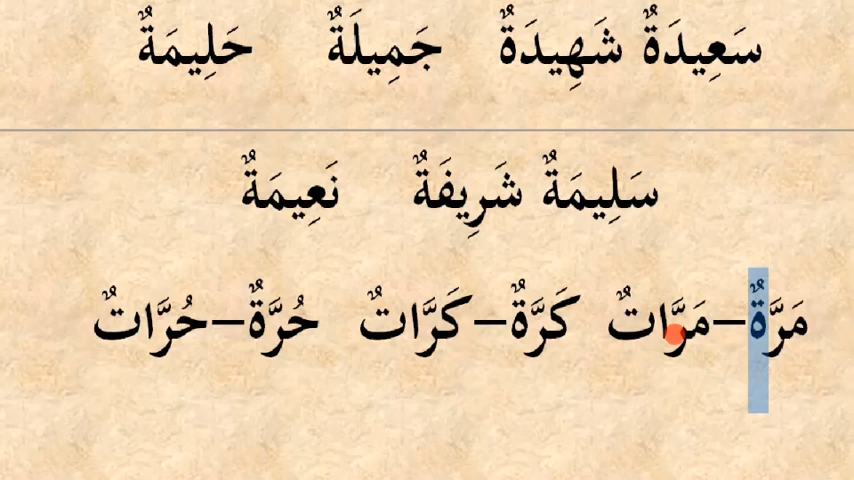 سَعِيدَةٌ شَهِيدَةٌ جَمِيلَةٌ حَلِيمَةٌ
سَلِيمَةٌ شَرِيفَةٌ نَعِيمَةٌ
مَرَّةٌ–مَرَّاتٌ كَرَّةٌ–كَرَّاتٌ حُرَّةٌ–حُرَّاتٌ